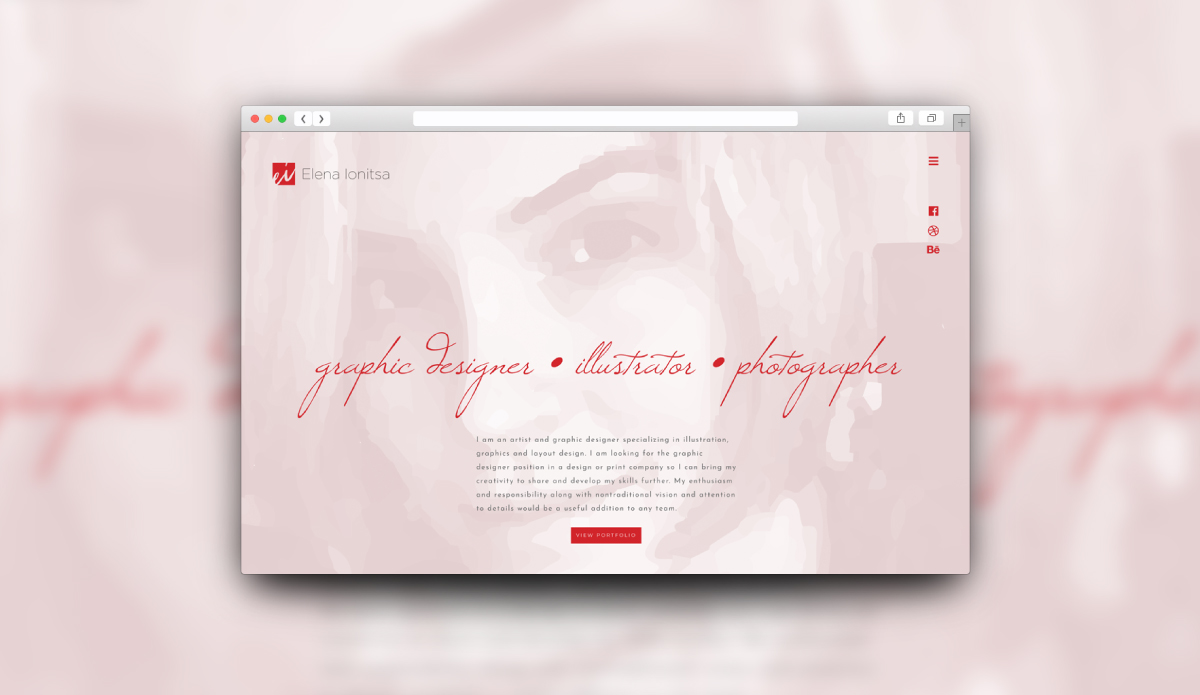 ei Elena Ionitsa
Bē
graphic designer • illustrator • photographer
I am an artist and graphic designer specializing in illustration,
graphics and layout design. I am looking for the graphic
designer position in a design or print company so I can bring my
creativity to share and develop my skills further. My enthusiasm
and responsibility along with nontraditional vision and attention
to details would be a useful addition to any team.
VIEW PORTFOLIO